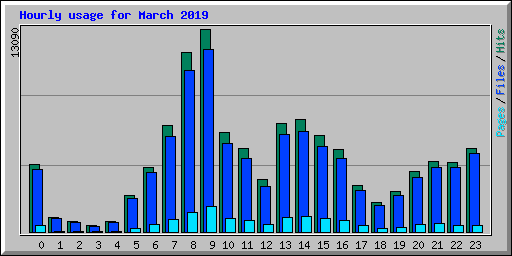 Hourly usage for March 2019
13090
Pages/Files/Hits
0 1 2 3 4 5 6 7 8 9 10 11 12 13 14 15 16 17 18 19 20 21 22 23